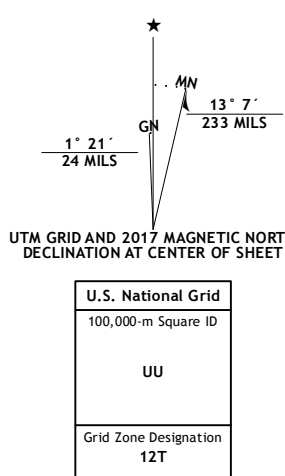 MN
GN
13° 7´
233 MILS
1° 21´
24 MILS
UTM GRID AND 2017 MAGNETIC NORT
DECLINATION AT CENTER OF SHEET
U.S. National Grid
100,000-m Square ID
UU
Grid Zone Designation
12T